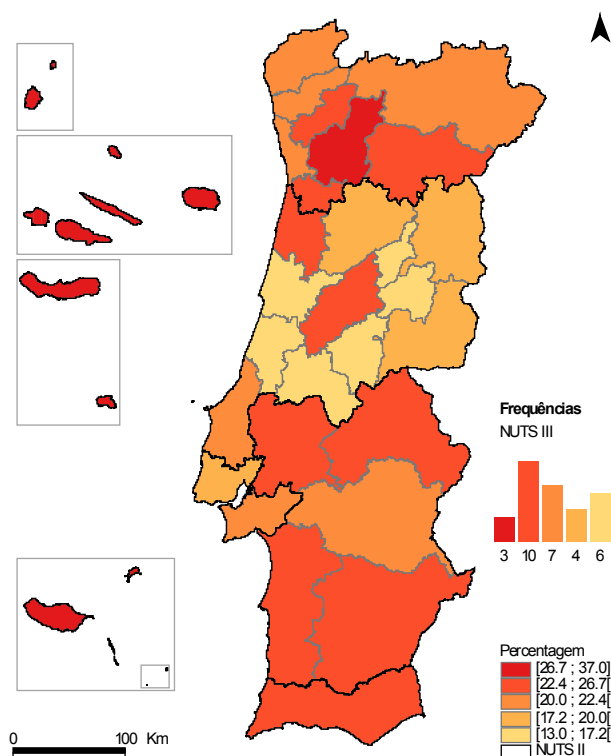 Frequências
NUTS III
3 10 7 4 6
Percentagem
[26.7 ; 37.0]
[22.4 ; 26.7[
[20.0 ; 22.4[
[17.2 ; 20.0[
[13.0 ; 17.2[
NUTS II
0 100 Km